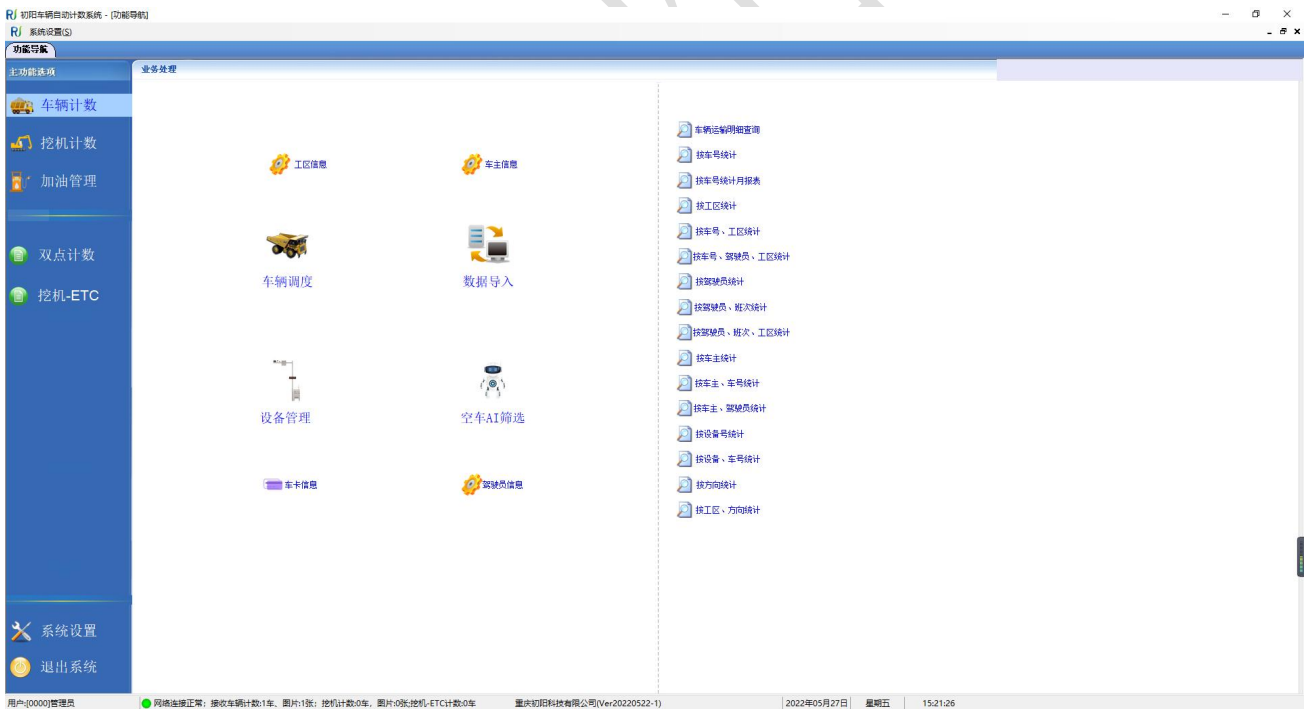 初阳车辆自动计数系统 - [功能导航]
系统设置(S)
功能导航
主功能选项
业务处理
车辆计数
挖机计数
加油管理
双点计数
挖机-ETC
系统设置
退出系统
工区信息
车主信息
车辆调度
数据导入
设备管理
空车AI筛选
车卡信息
驾驶员信息
车辆运输明细查询
按车号统计
按车号统计月报表
按工区统计
按车号、工区统计
按车号、驾驶员、工区统计
按驾驶员统计
按驾驶员、班次统计
按驾驶员、班次、工区统计
按车主统计
按车主、车号统计
按车主、驾驶员统计
按设备号统计
按设备、车号统计
按方向统计
按工区、方向统计
用户:[0000]管理员
网络连接正常; 接收车辆计数:1车、图片:1张; 挖机计数:0车, 图片:0张;挖机-ETC计数:0车
重庆初阳科技有限公司(Ver20220522-1)
2022年05月27日
星期五
15:21:26